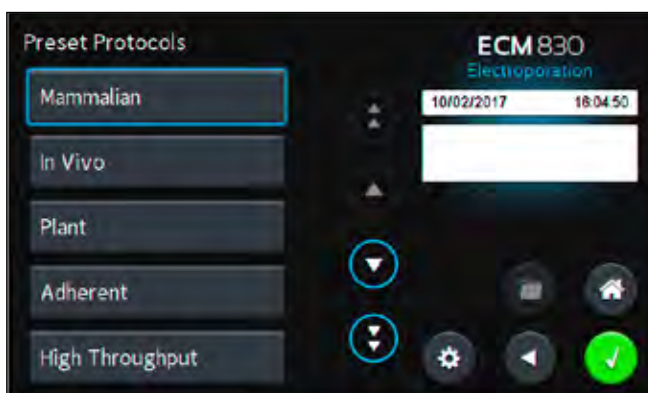 Preset Protocols
Mammalian
In Vivo
Plant
Adherent
High Throughput
ECM 830
Electroporation
10/02/2017 16:04:50